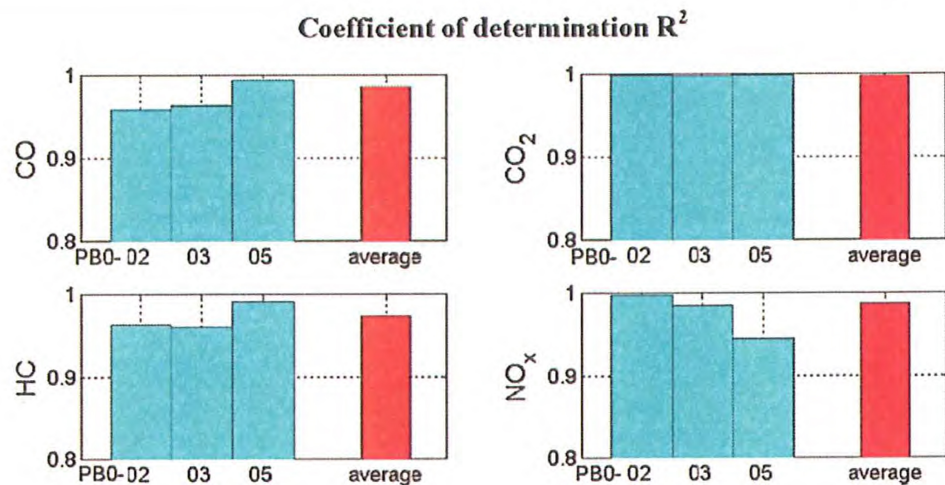 Coefficient of determination R²
1
0.9
0.8
CO
PB0- 02 03 05 average
1
0.9
0.8
CO₂
PB0- 02 03 05 average
1
0.9
0.8
HC
PB0- 02 03 05 average
1
0.9
0.8
NOₓ
PB0- 02 03 05 average